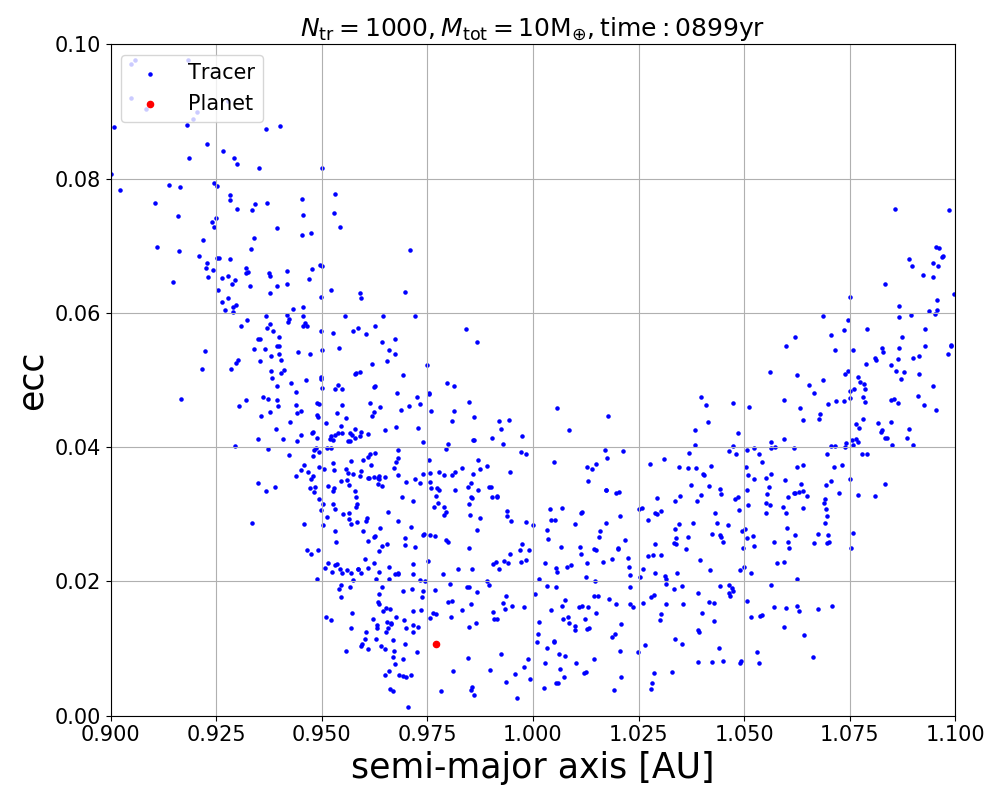 N_tr = 1000, M_tot = 10M_⊕, time : 0899yr
0.10
Tracer
Planet
0.08
0.06
0.04
0.02
0.00
ecc
0.900 0.925 0.950 0.975 1.000 1.025 1.050 1.075 1.100
semi-major axis [AU]